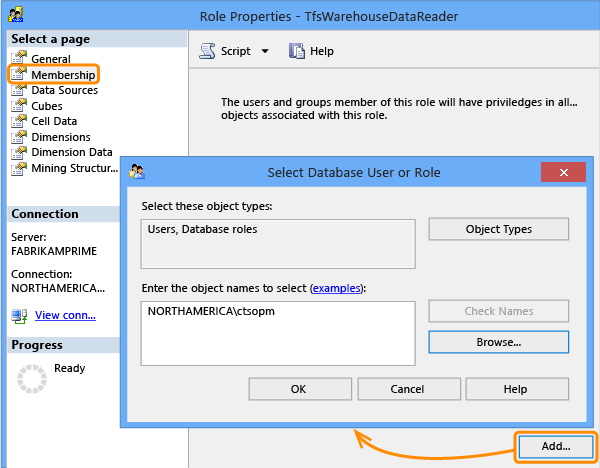 Role Properties - TfsWarehouseDataReader
Select a page
General
Membership
Data Sources
Cubes
Cell Data
Dimensions
Dimension Data
Mining Structur...
Connection
Server:
FABRIKAMPRIME
Connection:
NORTHAMERICA...
View conn...
Progress
Ready
Script
Help
The users and groups member of this role will have priviledges in all...
objects associated with this role.
Select Database User or Role
x
Select these object types:
Users, Database roles
Object Types
Enter the object names to select (examples):
NORTHAMERICA\ctsopm
Check Names
Browse...
OK
Cancel
Help
Add...